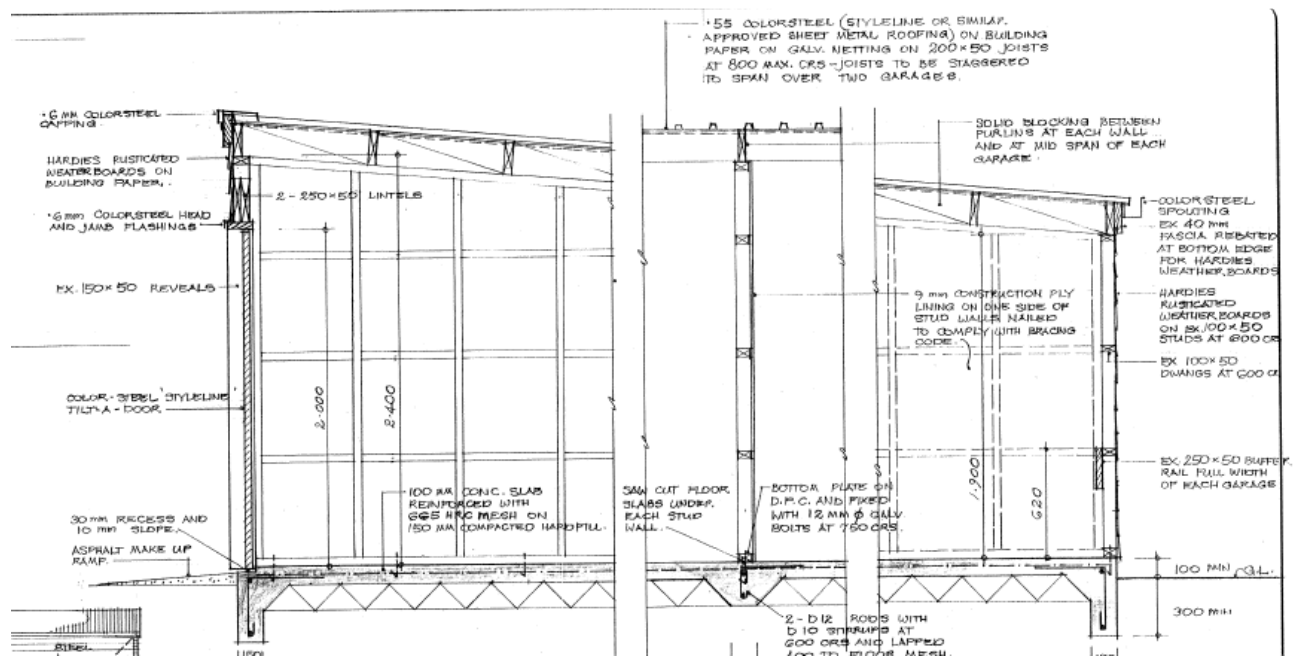 ·55 COLORSTEEL (STYLELINE OR SIMILAR.
APPROVED SHEET METAL ROOFING) ON BUILDING
PAPER ON GALV. NETTING ON 200×50 JOISTS
AT 800 MAX. CRS – JOISTS TO BE STAGGERED
TO SPAN OVER TWO GARAGES.
·6 MM COLORSTEEL
CAPPING.
HARDIES RUSTICATED
WEATERBOARDS ON
BUILDING PAPER.
2 - 250×50 LINTELS
·6mm COLORSTEEL HEAD
AND JAMB FLASHINGS
EX. 150×50 REVEALS
COLOR-STEEL 'STYLELINE'
TILT-A-DOOR
2·000
2·400
30 mm RECESS AND
10 mm SLOPE.
ASPHALT MAKE UP
RAMP.
100 MM CONC. SLAB
REINFORCED WITH
665 HRC MESH ON
150 MM COMPACTED HARDFILL.
SAW CUT FLOOR
SLABS UNDER
EACH STUD
WALL.
BOTTOM PLATE ON
D.P.C. AND FIXED
WITH 12 MM Φ GALV.
BOLTS AT 750 CRS.
2 - D12 RODS WITH
D10 STIRRUPS AT
600 CRS AND LAPPED
400 TO FLOOR MESH.
SOLID BLOCKING BETWEEN
PURLINS AT EACH WALL
AND AT MID SPAN OF EACH
GARAGE.
9 mm CONSTRUCTION PLY
LINING ON ONE SIDE OF
STUD WALLS NAILED
TO COMPLY WITH BRACING
CODE.
1.900
620
COLORSTEEL
SPOUTING
EX 40 mm
FASCIA REBATED
AT BOTTOM EDGE
FOR HARDIES
WEATHER BOARDS
HARDIES
RUSTICATED
WEATHER BOARDS
ON EX.100×50
STUDS AT 600 CRS
EX 100×50
DWANGS AT 600 C
EX. 250×50 BUFFER
RAIL FULL WIDTH
OF EACH GARAGE
100 MIN
G.L.
300 MIN
STEEL